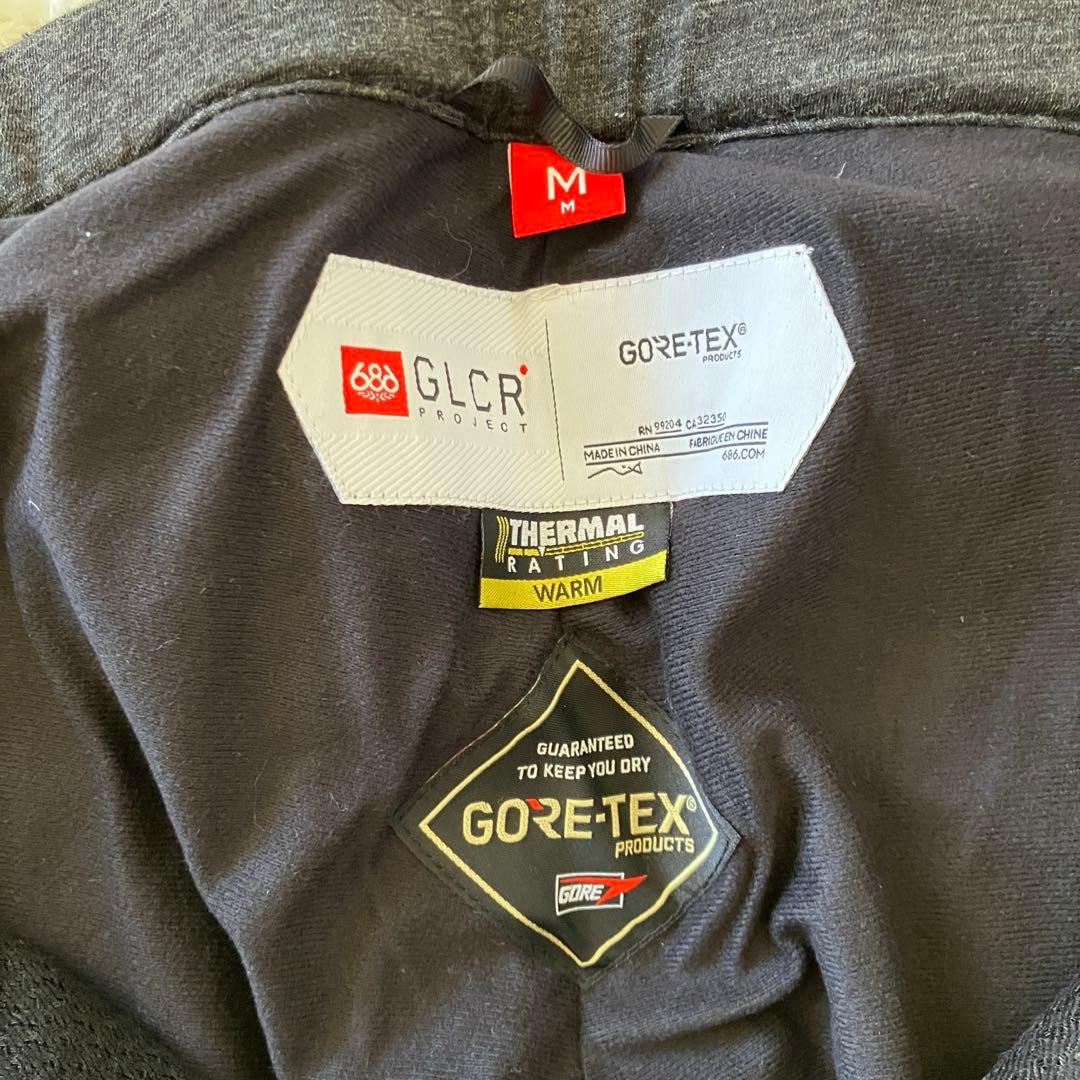 M
M
686 GLCR
PROJECT
GORE-TEX®
PRODUCTS
RN 99204 CA32350
MADE IN CHINA FABRIQUE EN CHINE
686.COM
THERMAL
RATING
WARM
GUARANTEED
TO KEEP YOU DRY
GORE-TEX®
PRODUCTS
GORE